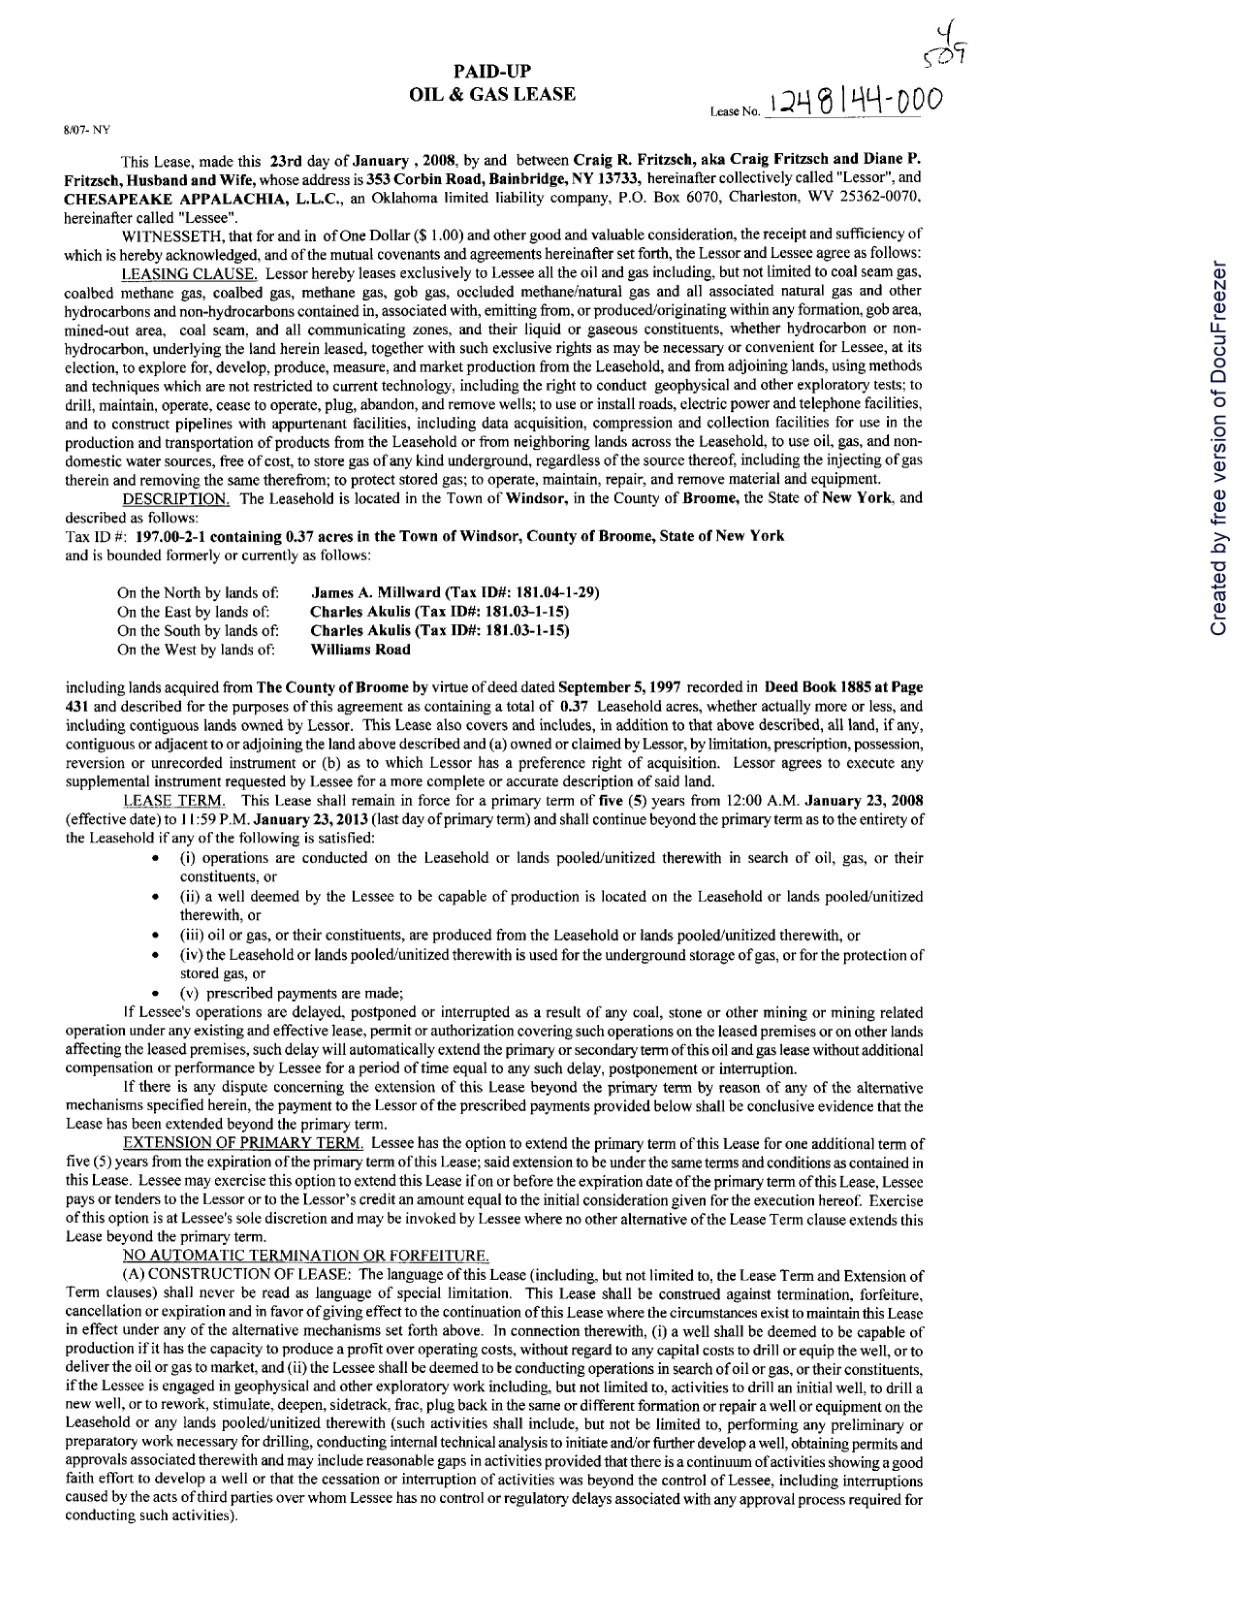 4
509
PAID-UP
OIL & GAS LEASE
Lease No. 1248144-000
8/07- NY
This Lease, made this 23rd day of January , 2008, by and between Craig R. Fritzsch, aka Craig Fritzsch and Diane P.
Fritzsch, Husband and Wife, whose address is 353 Corbin Road, Bainbridge, NY 13733, hereinafter collectively called "Lessor", and
CHESAPEAKE APPALACHIA, L.L.C., an Oklahoma limited liability company, P.O. Box 6070, Charleston, WV 25362-0070,
hereinafter called "Lessee".
WITNESSETH, that for and in of One Dollar ($ 1.00) and other good and valuable consideration, the receipt and sufficiency of
which is hereby acknowledged, and of the mutual covenants and agreements hereinafter set forth, the Lessor and Lessee agree as follows:
LEASING CLAUSE. Lessor hereby leases exclusively to Lessee all the oil and gas including, but not limited to coal seam gas,
coalbed methane gas, coalbed gas, methane gas, gob gas, occluded methane/natural gas and all associated natural gas and other
hydrocarbons and non-hydrocarbons contained in, associated with, emitting from, or produced/originating within any formation, gob area,
mined-out area, coal seam, and all communicating zones, and their liquid or gaseous constituents, whether hydrocarbon or non-
hydrocarbon, underlying the land herein leased, together with such exclusive rights as may be necessary or convenient for Lessee, at its
election, to explore for, develop, produce, measure, and market production from the Leasehold, and from adjoining lands, using methods
and techniques which are not restricted to current technology, including the right to conduct geophysical and other exploratory tests; to
drill, maintain, operate, cease to operate, plug, abandon, and remove wells; to use or install roads, electric power and telephone facilities,
and to construct pipelines with appurtenant facilities, including data acquisition, compression and collection facilities for use in the
production and transportation of products from the Leasehold or from neighboring lands across the Leasehold, to use oil, gas, and non-
domestic water sources, free of cost, to store gas of any kind underground, regardless of the source thereof, including the injecting of gas
therein and removing the same therefrom; to protect stored gas; to operate, maintain, repair, and remove material and equipment.
DESCRIPTION. The Leasehold is located in the Town of Windsor, in the County of Broome, the State of New York, and
described as follows:
Tax ID #: 197.00-2-1 containing 0.37 acres in the Town of Windsor, County of Broome, State of New York
and is bounded formerly or currently as follows:
On the North by lands of: James A. Millward (Tax ID#: 181.04-1-29)
On the East by lands of: Charles Akulis (Tax ID#: 181.03-1-15)
On the South by lands of: Charles Akulis (Tax ID#: 181.03-1-15)
On the West by lands of: Williams Road
including lands acquired from The County of Broome by virtue of deed dated September 5, 1997 recorded in Deed Book 1885 at Page
431 and described for the purposes of this agreement as containing a total of 0.37 Leasehold acres, whether actually more or less, and
including contiguous lands owned by Lessor. This Lease also covers and includes, in addition to that above described, all land, if any,
contiguous or adjacent to or adjoining the land above described and (a) owned or claimed by Lessor, by limitation, prescription, possession,
reversion or unrecorded instrument or (b) as to which Lessor has a preference right of acquisition. Lessor agrees to execute any
supplemental instrument requested by Lessee for a more complete or accurate description of said land.
LEASE TERM. This Lease shall remain in force for a primary term of five (5) years from 12:00 A.M. January 23, 2008
(effective date) to 11:59 P.M. January 23, 2013 (last day of primary term) and shall continue beyond the primary term as to the entirety of
the Leasehold if any of the following is satisfied:
• (i) operations are conducted on the Leasehold or lands pooled/unitized therewith in search of oil, gas, or their
constituents, or
• (ii) a well deemed by the Lessee to be capable of production is located on the Leasehold or lands pooled/unitized
therewith, or
• (iii) oil or gas, or their constituents, are produced from the Leasehold or lands pooled/unitized therewith, or
• (iv) the Leasehold or lands pooled/unitized therewith is used for the underground storage of gas, or for the protection of
stored gas, or
• (v) prescribed payments are made;
If Lessee's operations are delayed, postponed or interrupted as a result of any coal, stone or other mining or mining related
operation under any existing and effective lease, permit or authorization covering such operations on the leased premises or on other lands
affecting the leased premises, such delay will automatically extend the primary or secondary term of this oil and gas lease without additional
compensation or performance by Lessee for a period of time equal to any such delay, postponement or interruption.
If there is any dispute concerning the extension of this Lease beyond the primary term by reason of any of the alternative
mechanisms specified herein, the payment to the Lessor of the prescribed payments provided below shall be conclusive evidence that the
Lease has been extended beyond the primary term.
EXTENSION OF PRIMARY TERM. Lessee has the option to extend the primary term of this Lease for one additional term of
five (5) years from the expiration of the primary term of this Lease; said extension to be under the same terms and conditions as contained in
this Lease. Lessee may exercise this option to extend this Lease if on or before the expiration date of the primary term of this Lease, Lessee
pays or tenders to the Lessor or to the Lessor's credit an amount equal to the initial consideration given for the execution hereof. Exercise
of this option is at Lessee's sole discretion and may be invoked by Lessee where no other alternative of the Lease Term clause extends this
Lease beyond the primary term.
NO AUTOMATIC TERMINATION OR FORFEITURE.
(A) CONSTRUCTION OF LEASE: The language of this Lease (including, but not limited to, the Lease Term and Extension of
Term clauses) shall never be read as language of special limitation. This Lease shall be construed against termination, forfeiture,
cancellation or expiration and in favor of giving effect to the continuation of this Lease where the circumstances exist to maintain this Lease
in effect under any of the alternative mechanisms set forth above. In connection therewith, (i) a well shall be deemed to be capable of
production if it has the capacity to produce a profit over operating costs, without regard to any capital costs to drill or equip the well, or to
deliver the oil or gas to market, and (ii) the Lessee shall be deemed to be conducting operations in search of oil or gas, or their constituents,
if the Lessee is engaged in geophysical and other exploratory work including, but not limited to, activities to drill an initial well, to drill a
new well, or to rework, stimulate, deepen, sidetrack, frac, plug back in the same or different formation or repair a well or equipment on the
Leasehold or any lands pooled/unitized therewith (such activities shall include, but not be limited to, performing any preliminary or
preparatory work necessary for drilling, conducting internal technical analysis to initiate and/or further develop a well, obtaining permits and
approvals associated therewith and may include reasonable gaps in activities provided that there is a continuum of activities showing a good
faith effort to develop a well or that the cessation or interruption of activities was beyond the control of Lessee, including interruptions
caused by the acts of third parties over whom Lessee has no control or regulatory delays associated with any approval process required for
conducting such activities).
Created by free version of DocuFreezer